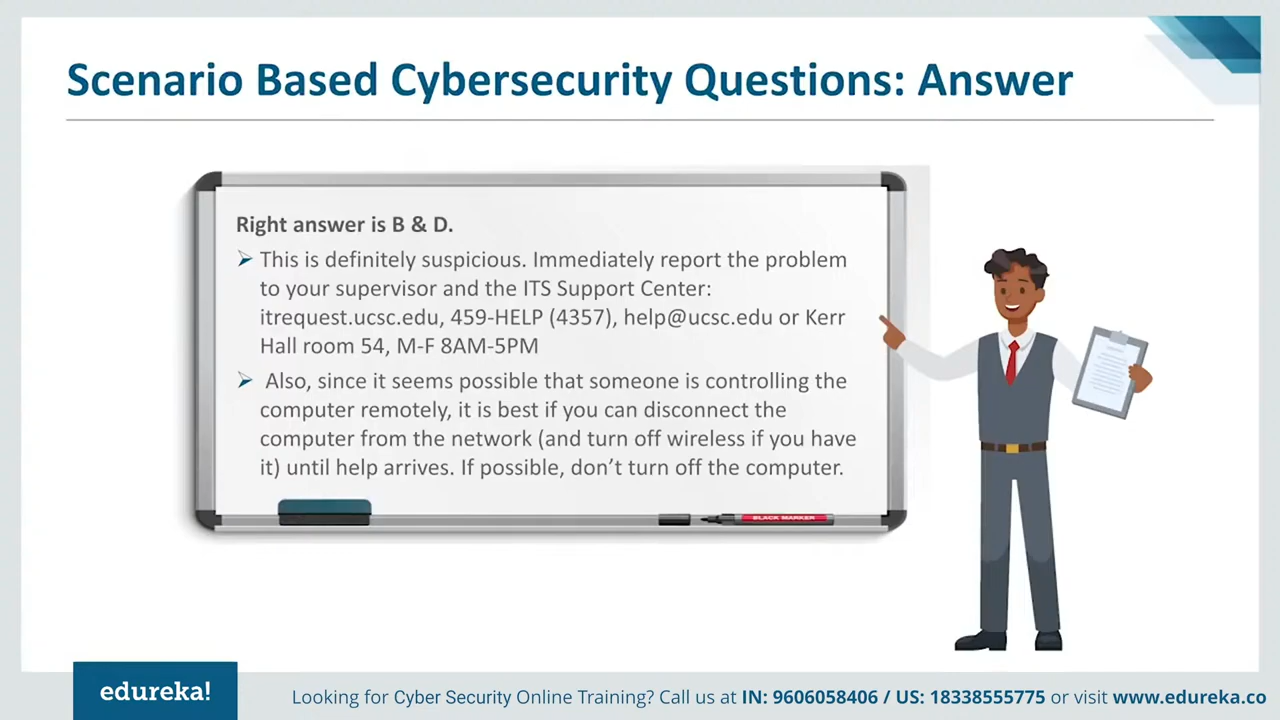 Scenario Based Cybersecurity Questions: Answer
Right answer is B & D.
This is definitely suspicious. Immediately report the problem
to your supervisor and the ITS Support Center:
itrequest.ucsc.edu, 459-HELP (4357), help@ucsc.edu or Kerr
Hall room 54, M-F 8AM-5PM
Also, since it seems possible that someone is controlling the
computer remotely, it is best if you can disconnect the
computer from the network (and turn off wireless if you have
it) until help arrives. If possible, don’t turn off the computer.
BLACK MARKER
edureka!
Looking for Cyber Security Online Training? Call us at IN: 9606058406 / US: 18338555775 or visit www.edureka.co